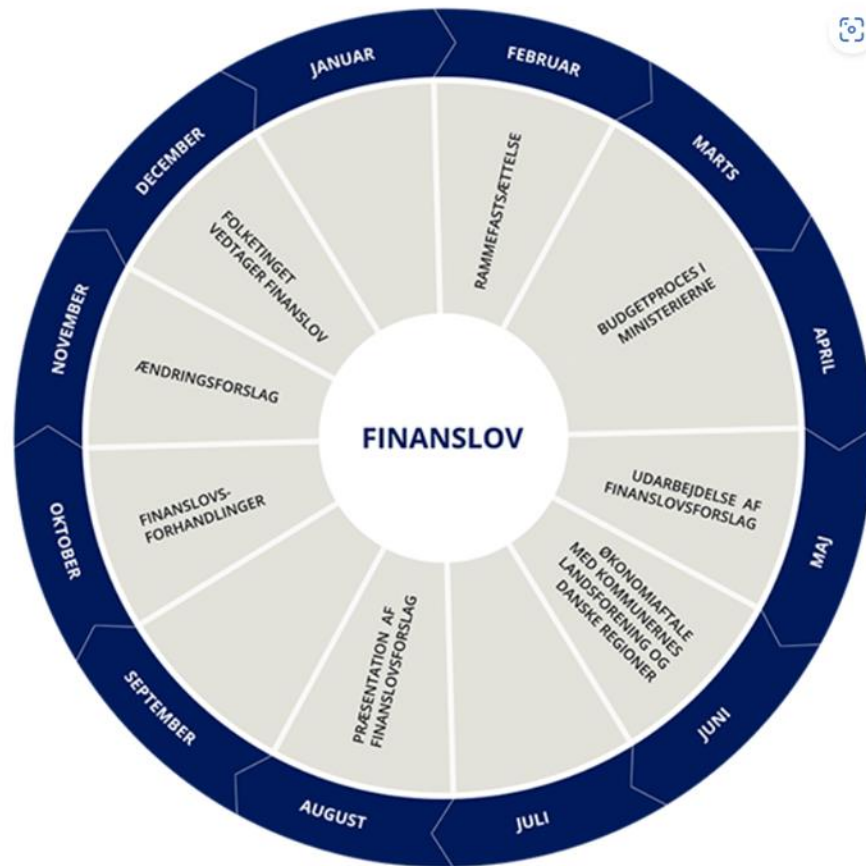 JANUAR
FEBRUAR
MARTS
APRIL
MAJ
JUNI
JULI
AUGUST
SEPTEMBER
OKTOBER
NOVEMBER
DECEMBER
RAMMEFASTSÆTTELSE
BUDGETPROCES I
MINISTERIERNE
UDARBEJDELSE AF
FINANSLOVSFORSLAG
ØKONOMIAFTALE
MED KOMMUNERNES
LANDSFORENING OG
DANSKE REGIONER
PRÆSENTATION AF
FINANSLOVSFORSLAG
FINANSLOVS-
FORHANDLINGER
ÆNDRINGSFORSLAG
FOLKETINGET
VEDTAGER FINANSLOV
FINANSLOV